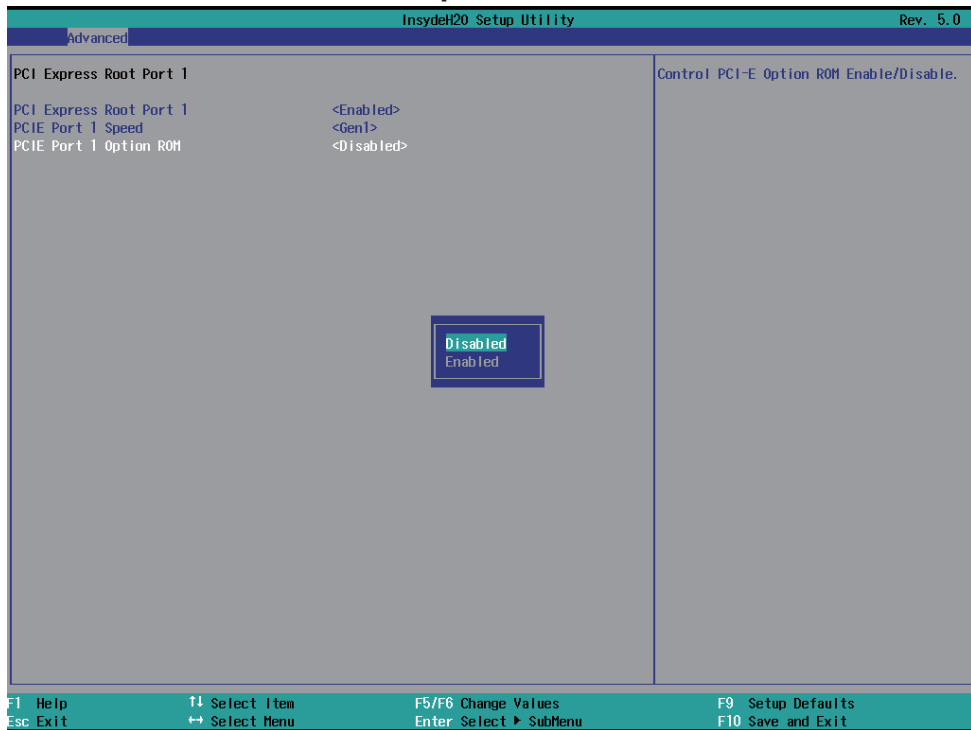 InsydeH20 Setup Utility Rev. 5.0
Advanced
PCI Express Root Port 1
Control PCI-E Option ROM Enable/Disable.
PCI Express Root Port 1 <Enabled>
PCIE Port 1 Speed <Gen1>
PCIE Port 1 Option ROM <Disabled>
Disabled
Enabled
F1 Help ↑↓ Select Item F5/F6 Change Values F9 Setup Defaults
Esc Exit ↔ Select Menu Enter Select ▶ SubMenu F10 Save and Exit